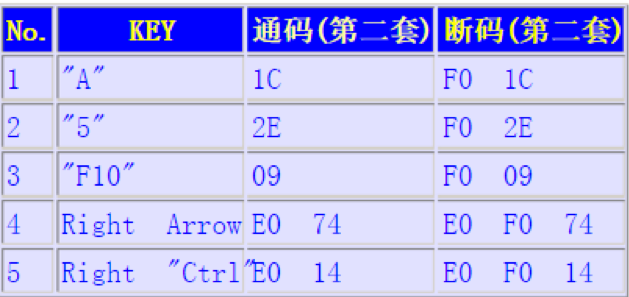 No. KEY 通码(第二套) 断码(第二套)
1 "A" 1C F0 1C
2 "5" 2E F0 2E
3 "F10" 09 F0 09
4 Right Arrow E0 74 E0 F0 74
5 Right "Ctrl" E0 14 E0 F0 14